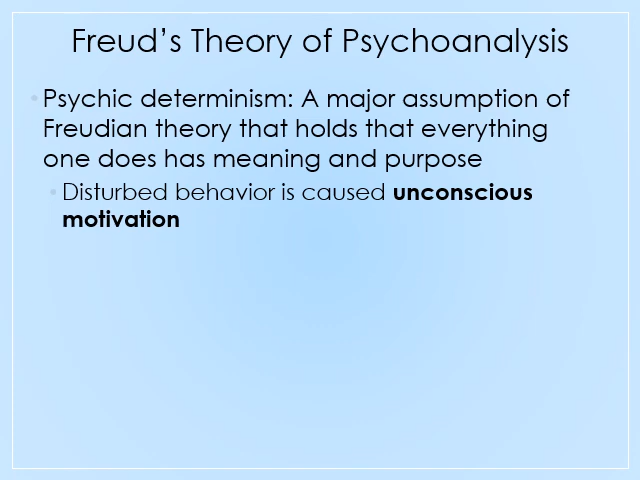 Freud’s Theory of Psychoanalysis
• Psychic determinism: A major assumption of
Freudian theory that holds that everything
one does has meaning and purpose
• Disturbed behavior is caused unconscious
motivation